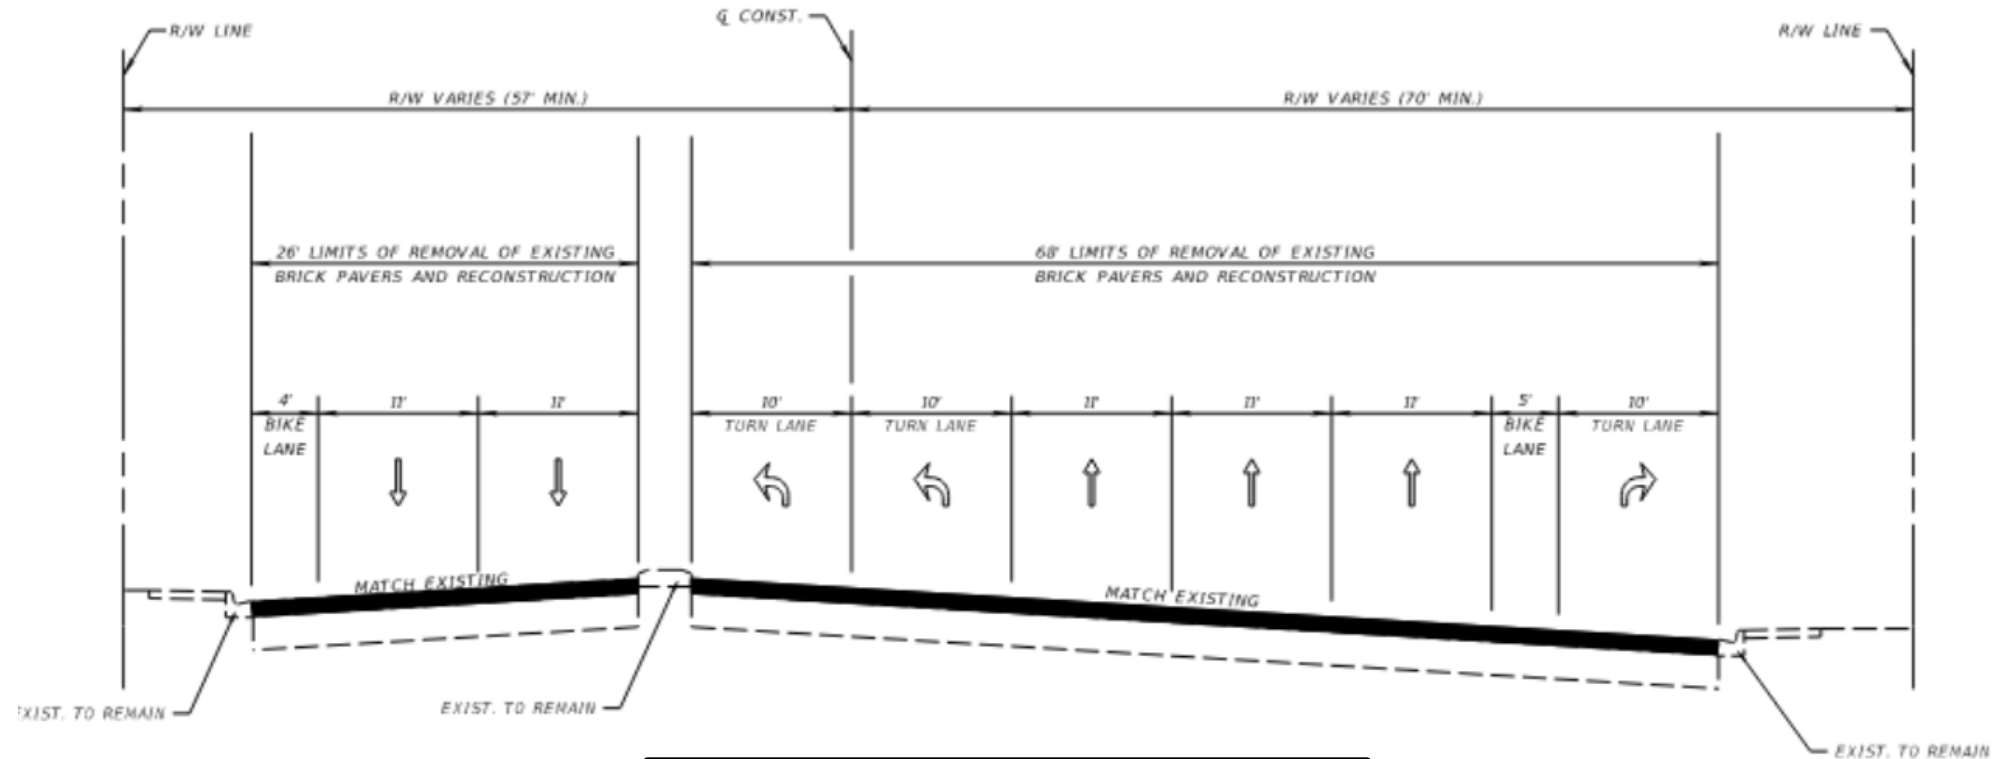 ℄ CONST.
R/W LINE
R/W LINE
R/W VARIES (57' MIN.)
R/W VARIES (70' MIN.)
26' LIMITS OF REMOVAL OF EXISTING
BRICK PAVERS AND RECONSTRUCTION
68' LIMITS OF REMOVAL OF EXISTING
BRICK PAVERS AND RECONSTRUCTION
4' 11' 11' 10' 10' 11' 11' 11' 5' 10'
BIKE TURN LANE TURN LANE BIKE TURN LANE
LANE LANE
MATCH EXISTING
MATCH EXISTING
EXIST. TO REMAIN
EXIST. TO REMAIN
EXIST. TO REMAIN